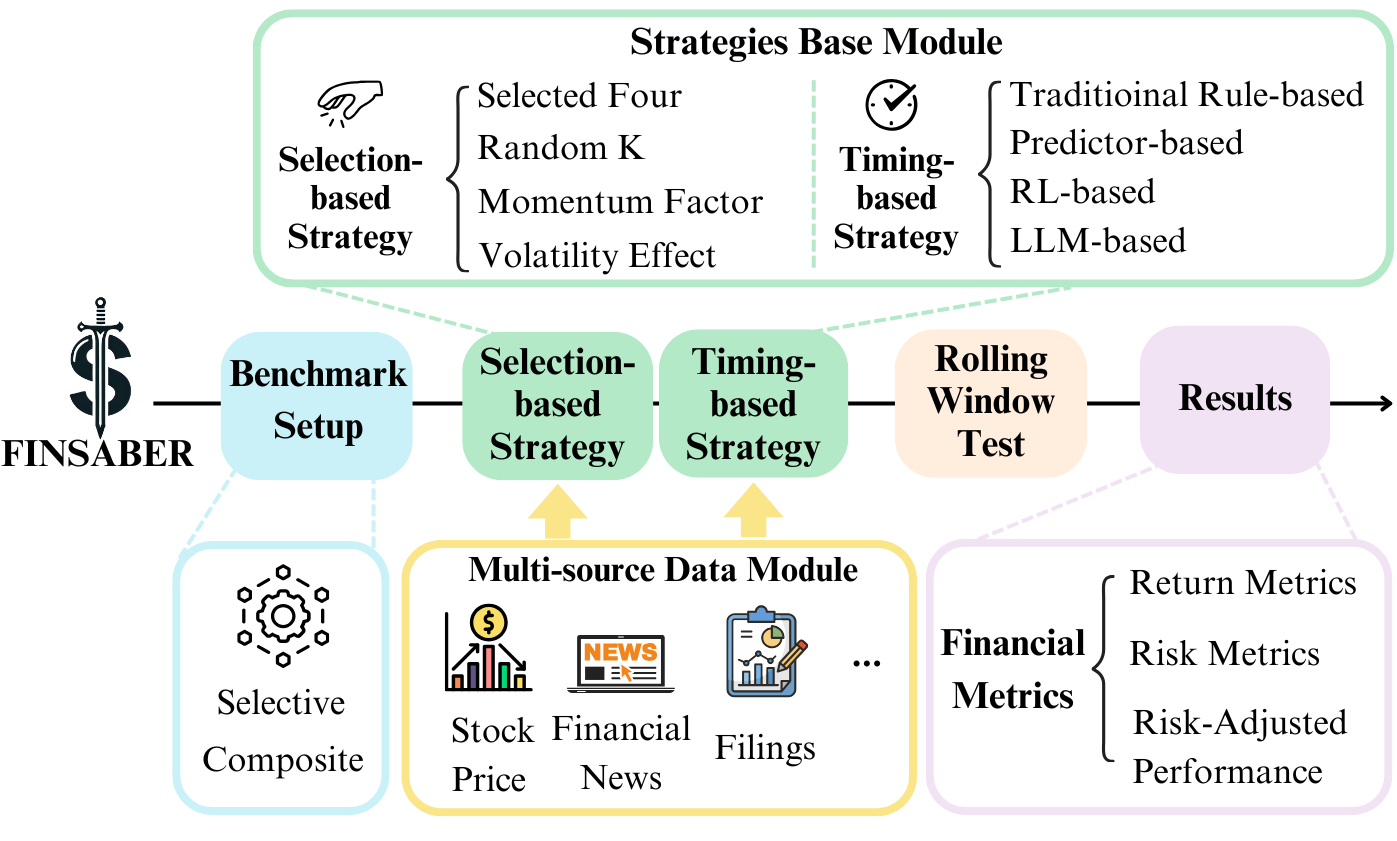 Strategies Base Module
Selection-
based
Strategy
Selected Four
Random K
Momentum Factor
Volatility Effect
Timing-
based
Strategy
Traditioinal Rule-based
Predictor-based
RL-based
LLM-based
FINSABER
Benchmark
Setup
Selection-
based
Strategy
Timing-
based
Strategy
Rolling
Window
Test
Results
Selective
Composite
Multi-source Data Module
$
NEWS
Stock
Price
Financial
News
Filings
...
Financial
Metrics
Return Metrics
Risk Metrics
Risk-Adjusted
Performance